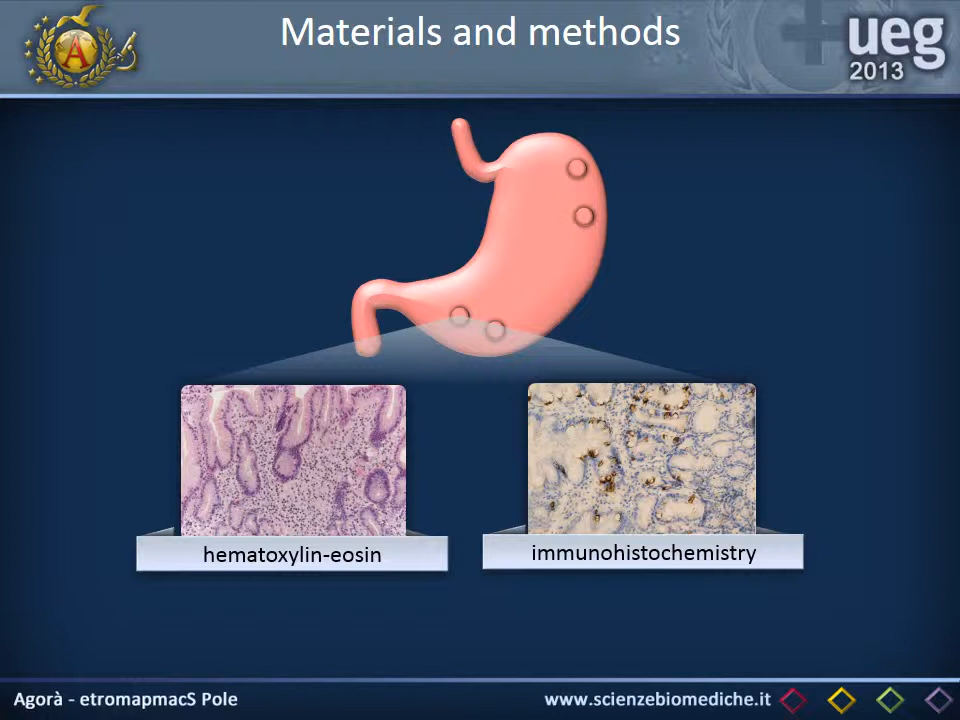 Materials and methods
A
ueg
2013
hematoxylin-eosin
immunohistochemistry
Agorà - etromapmacS Pole
www.scienzebiomediche.it